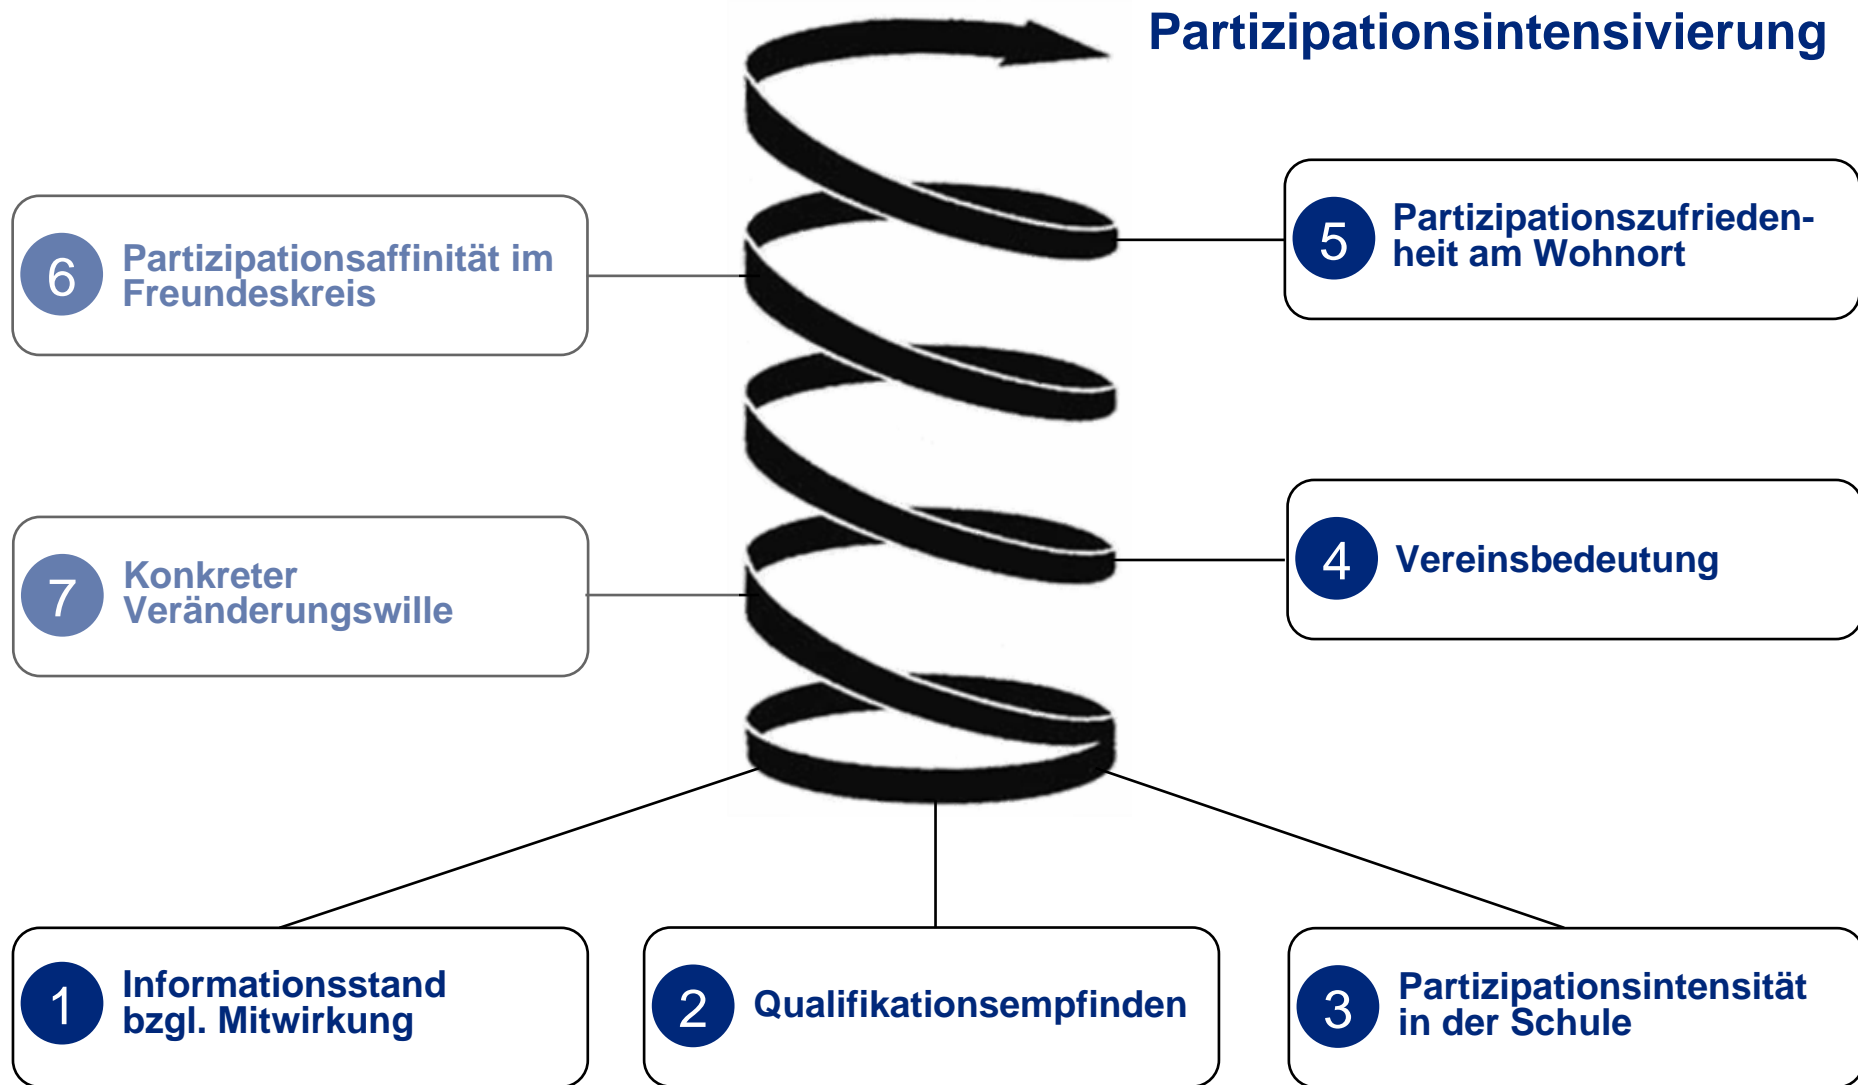 Partizipationsintensivierung
6
Partizipationsaffinität im
Freundeskreis
5
Partizipationszufrieden-
heit am Wohnort
7
Konkreter
Veränderungswille
4
Vereinsbedeutung
1
Informationsstand
bzgl. Mitwirkung
2
Qualifikationsempfinden
3
Partizipationsintensität
in der Schule